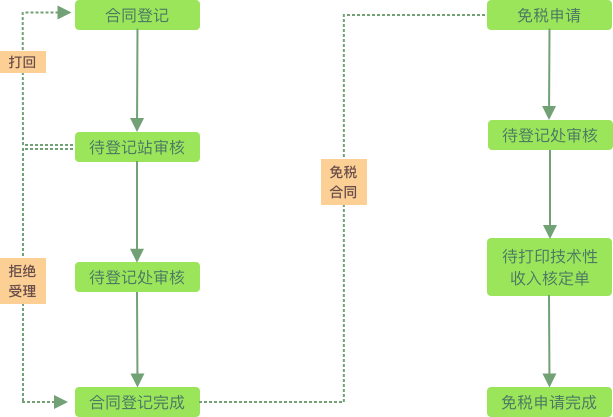 合同登记
打回
待登记站审核
拒绝
受理
待登记处审核
合同登记完成
免税
合同
免税申请
待登记处审核
待打印技术性
收入核定单
免税申请完成